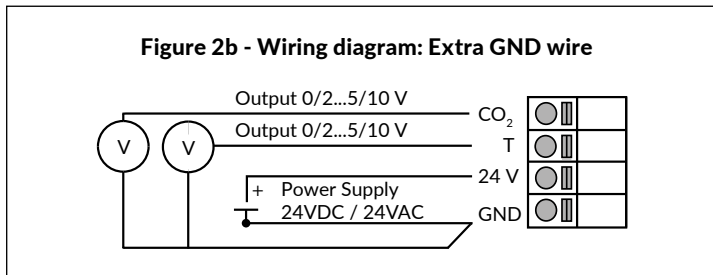 Figure 2b - Wiring diagram: Extra GND wire
Output 0/2...5/10 V
CO₂
Output 0/2...5/10 V
T
V
V
24 V
+ Power Supply
24VDC / 24VAC
GND